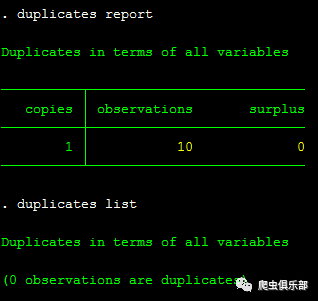 . duplicates report
Duplicates in terms of all variables
copies observations surplus
1 10 0
. duplicates list
Duplicates in terms of all variables
(0 observations are duplicates)
爬虫俱乐部